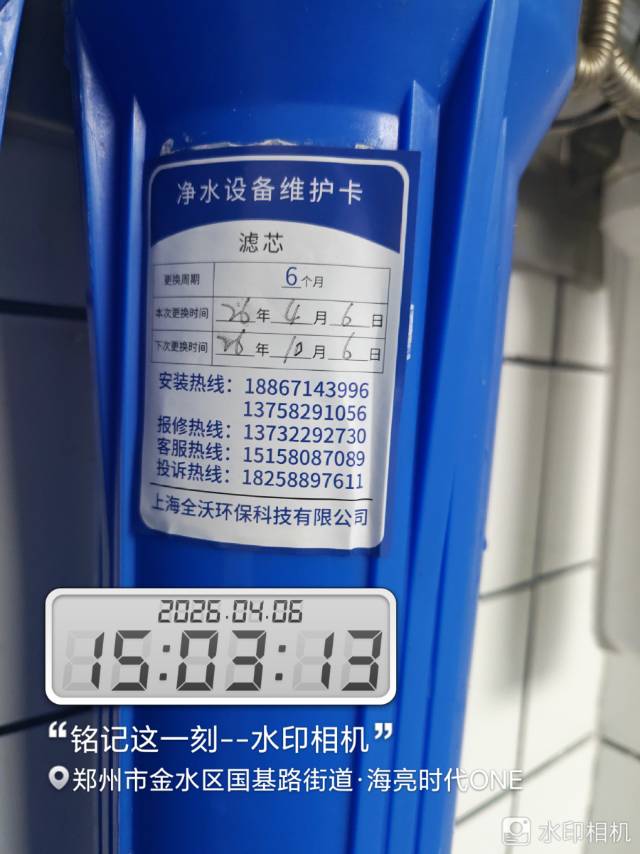 净水设备维护卡
滤芯
更换周期 6个月
本次更换时间 26年4月6日
下次更换时间 26年10月6日
安装热线：18867143996
13758291056
报修热线：13732292730
客服热线：15158087089
投诉热线：18258897611
上海全沃环保科技有限公司
2026.04.06
15:03:13
“铭记这一刻--水印相机”
郑州市金水区国基路街道·海亮时代ONE
水印相机